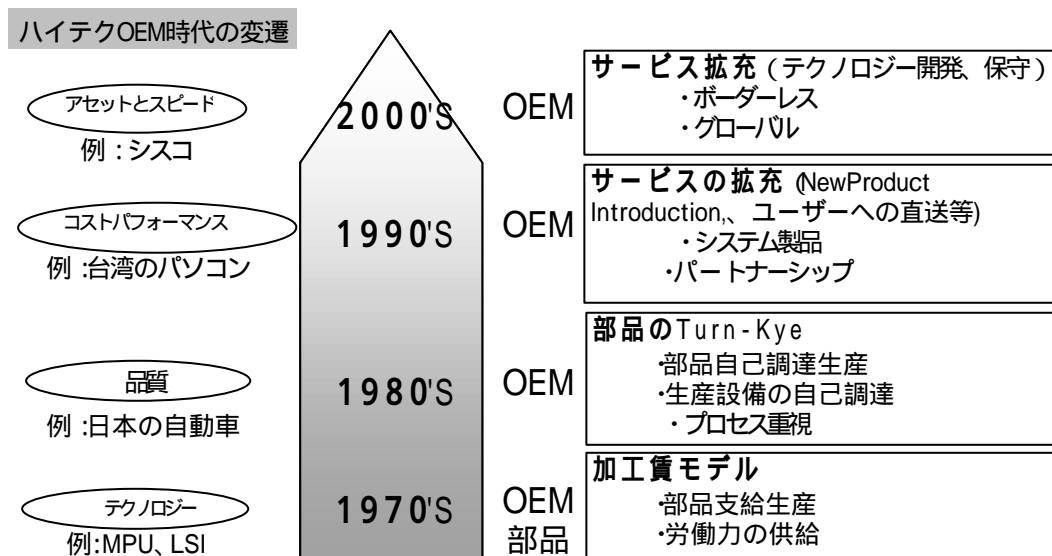 ハイテクOEM時代の変遷
アセットとスピード
例：シスコ
2000'S
OEM
サービス拡充（テクノロジー開発、保守）
・ボーダーレス
・グローバル
コストパフォーマンス
例：台湾のパソコン
1990'S
OEM
サービスの拡充 (NewProduct
Introduction,、ユーザーへの直送等)
・システム製品
・パートナーシップ
品質
例：日本の自動車
1980'S
OEM
部品のTurn-Kye
・部品自己調達生産
・生産設備の自己調達
・プロセス重視
テクノロジー
例:MPU、LSI
1970'S
OEM
部品
加工賃モデル
・部品支給生産
・労働力の供給